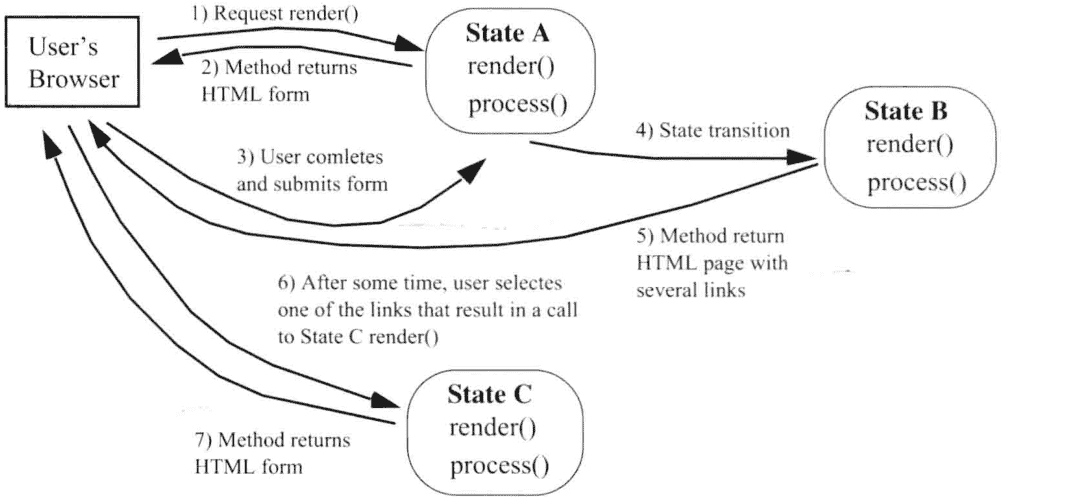 1) Request render()
User's
Browser
2) Method returns
HTML form
State A
render()
process()
3) User comletes
and submits form
4) State transition
State B
render()
process()
5) Method return
HTML page with
several links
6) After some time, user selectes
one of the links that result in a call
to State C render()
State C
render()
process()
7) Method returns
HTML form